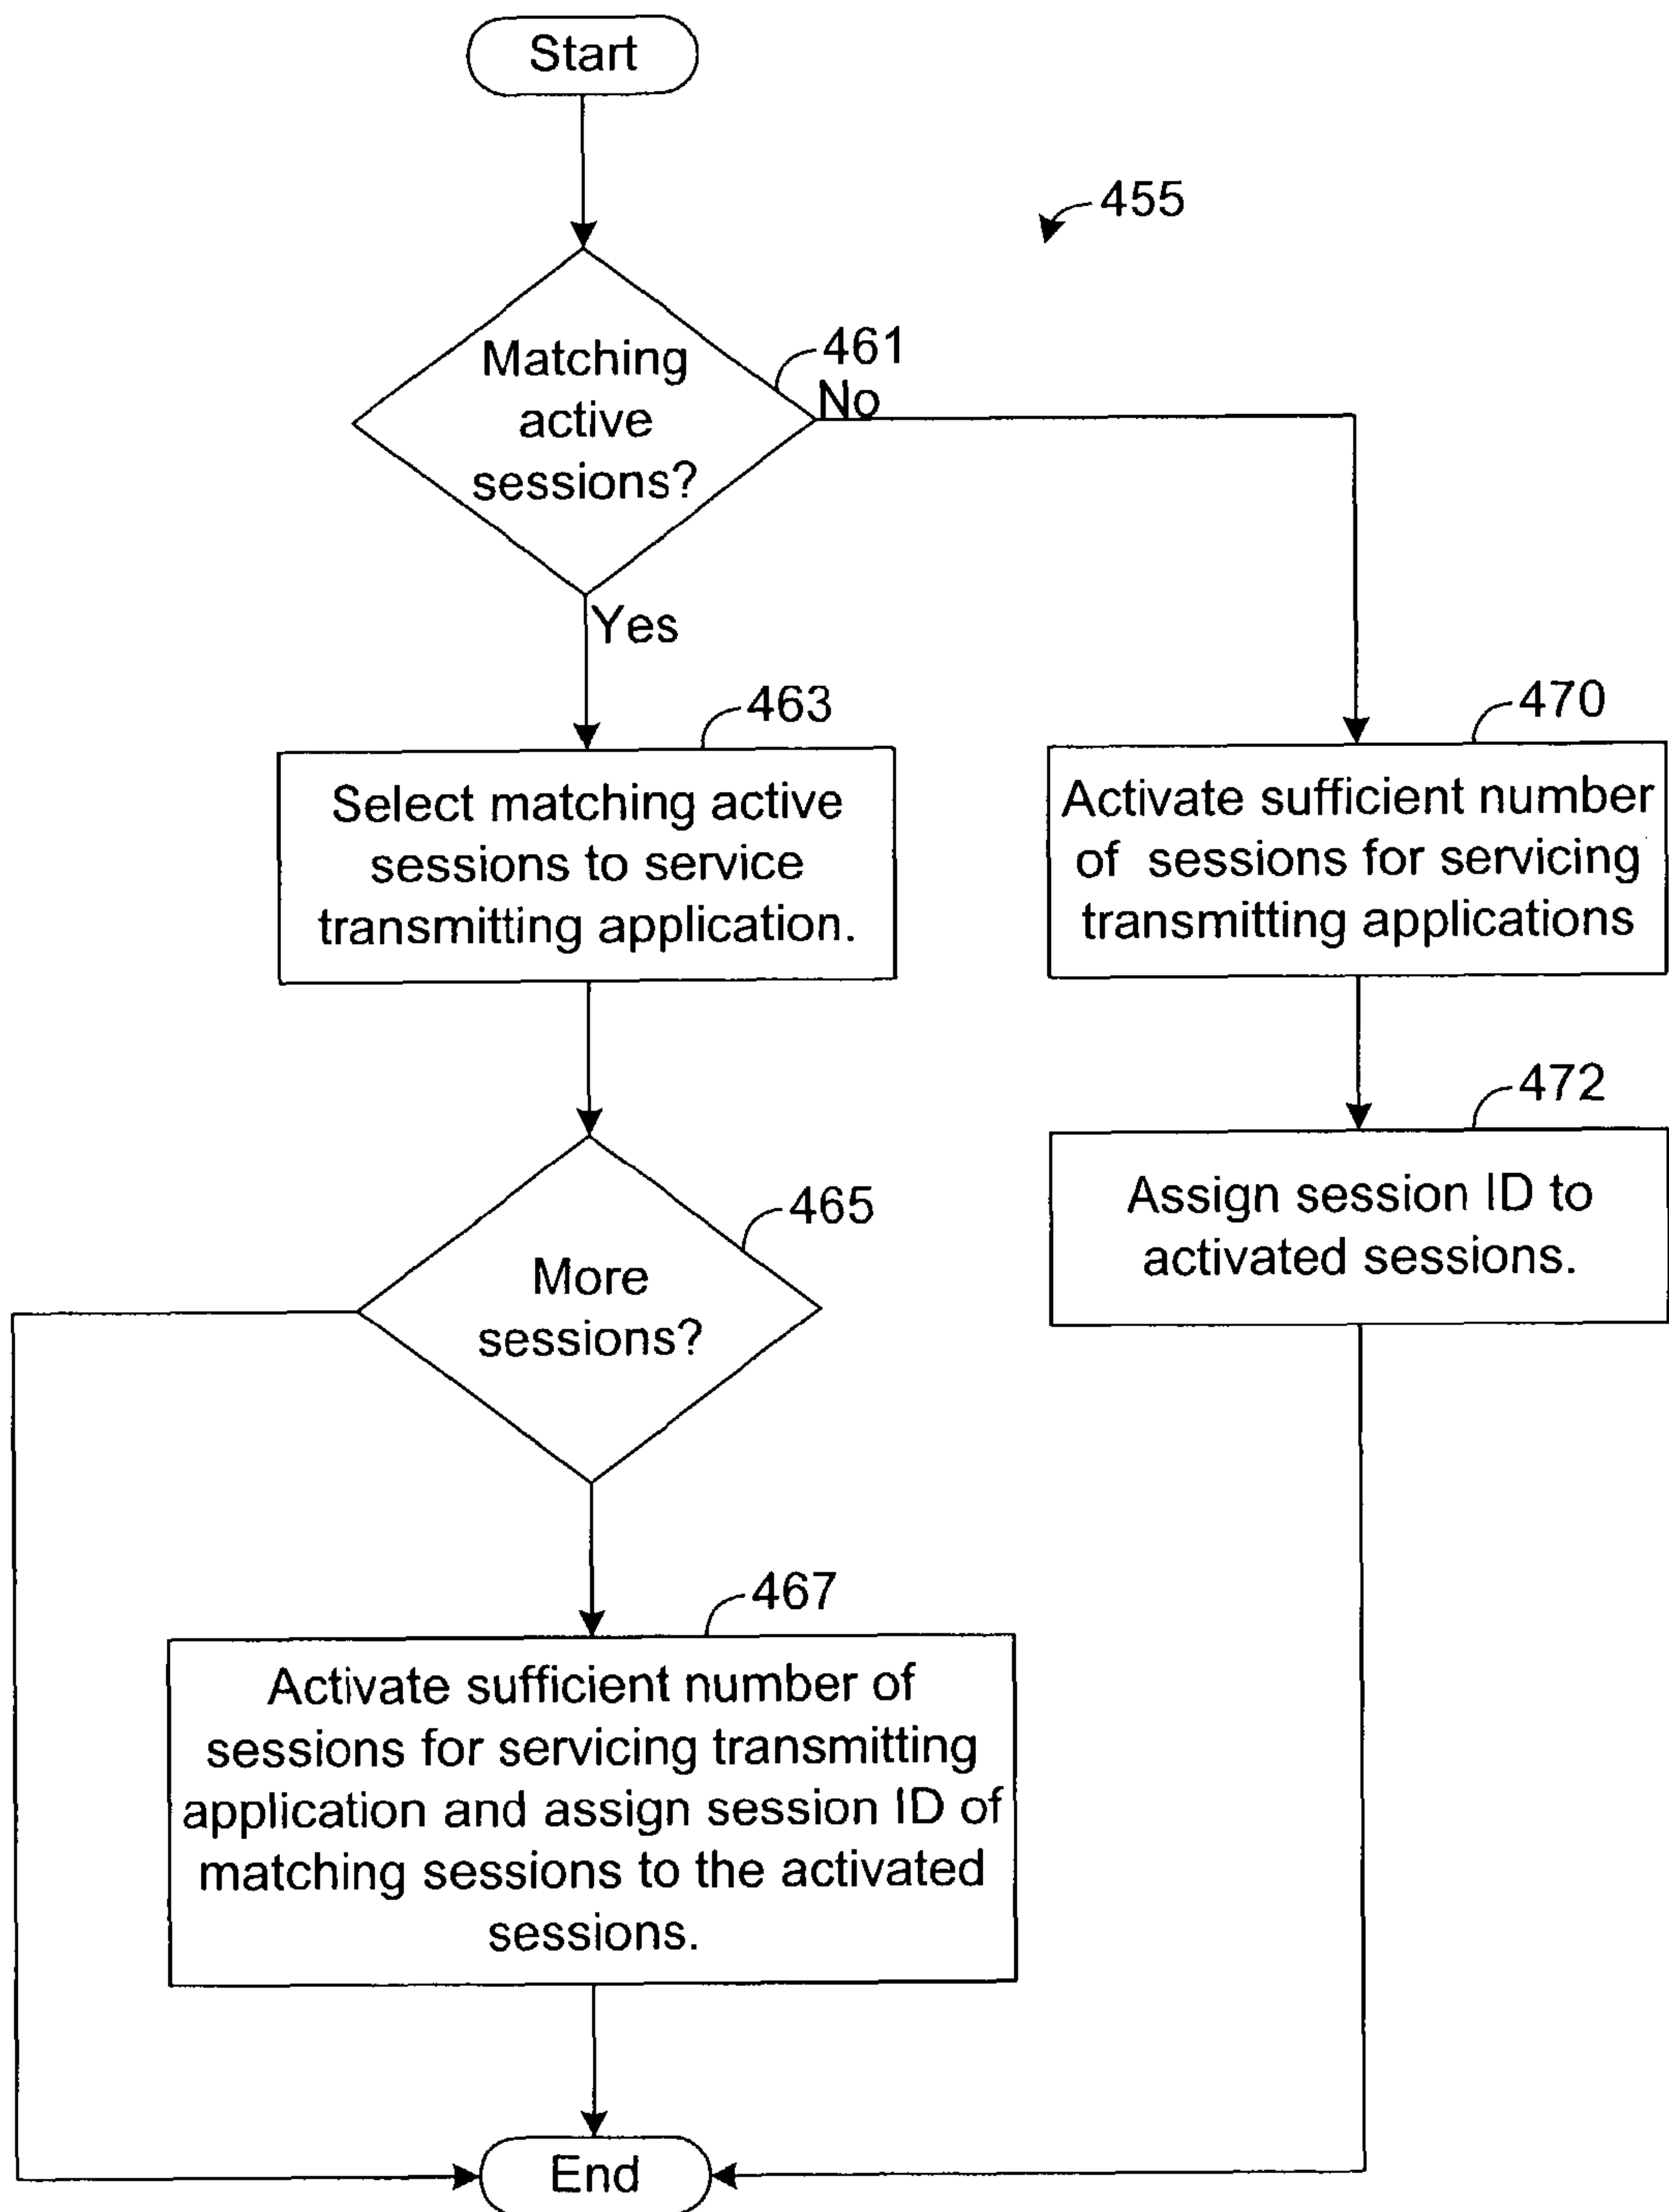 Start
455
Matching
active
sessions?
461
No
Yes
463
Select matching active
sessions to service
transmitting application.
470
Activate sufficient number
of sessions for servicing
transmitting applications
472
Assign session ID to
activated sessions.
465
More
sessions?
467
Activate sufficient number of
sessions for servicing transmitting
application and assign session ID of
matching sessions to the activated
sessions.
End